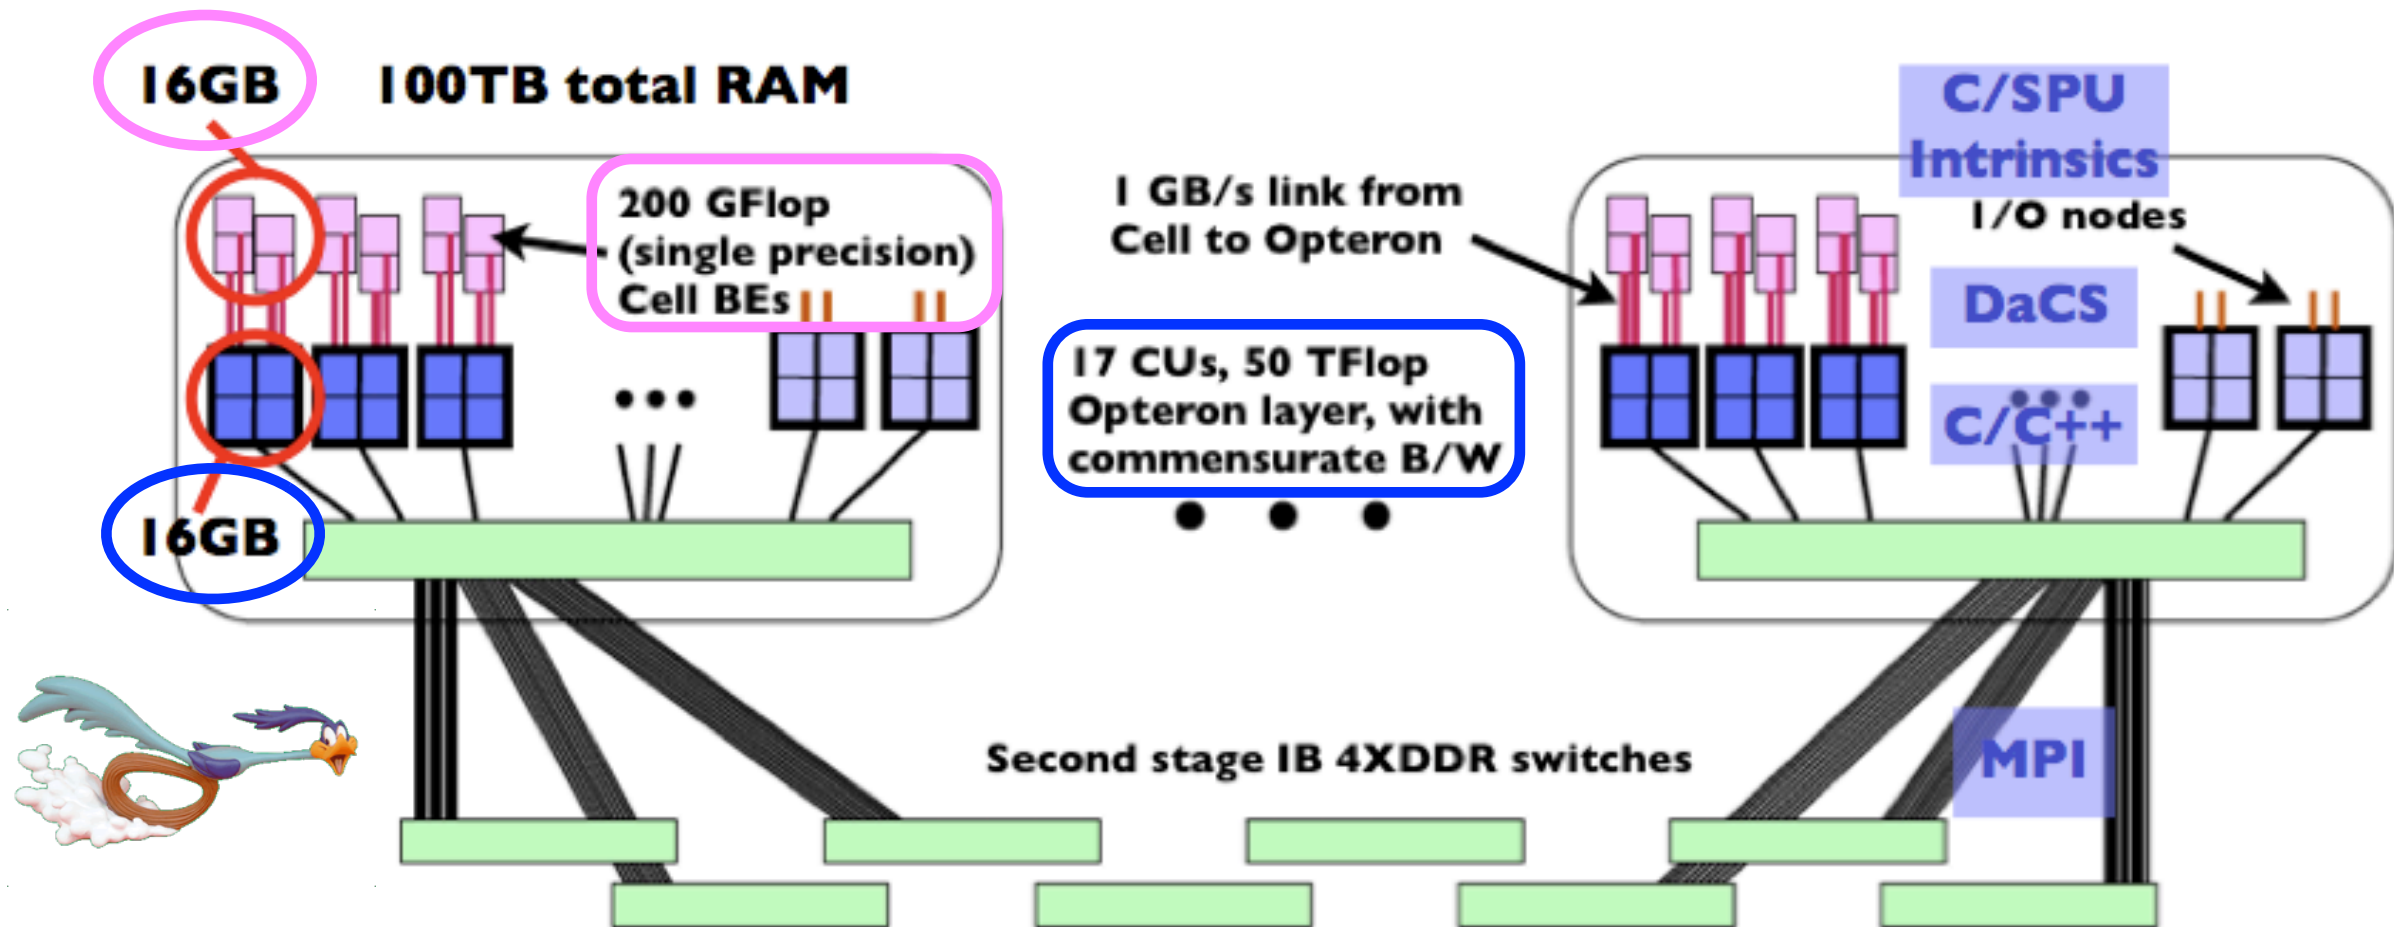 16GB
100TB total RAM
200 GFlop
(single precision)
Cell BEs
16GB
1 GB/s link from
Cell to Opteron
17 CUs, 50 TFlop
Opteron layer, with
commensurate B/W
C/SPU
Intrinsics
I/O nodes
DaCS
C/C++
Second stage IB 4XDDR switches
MPI